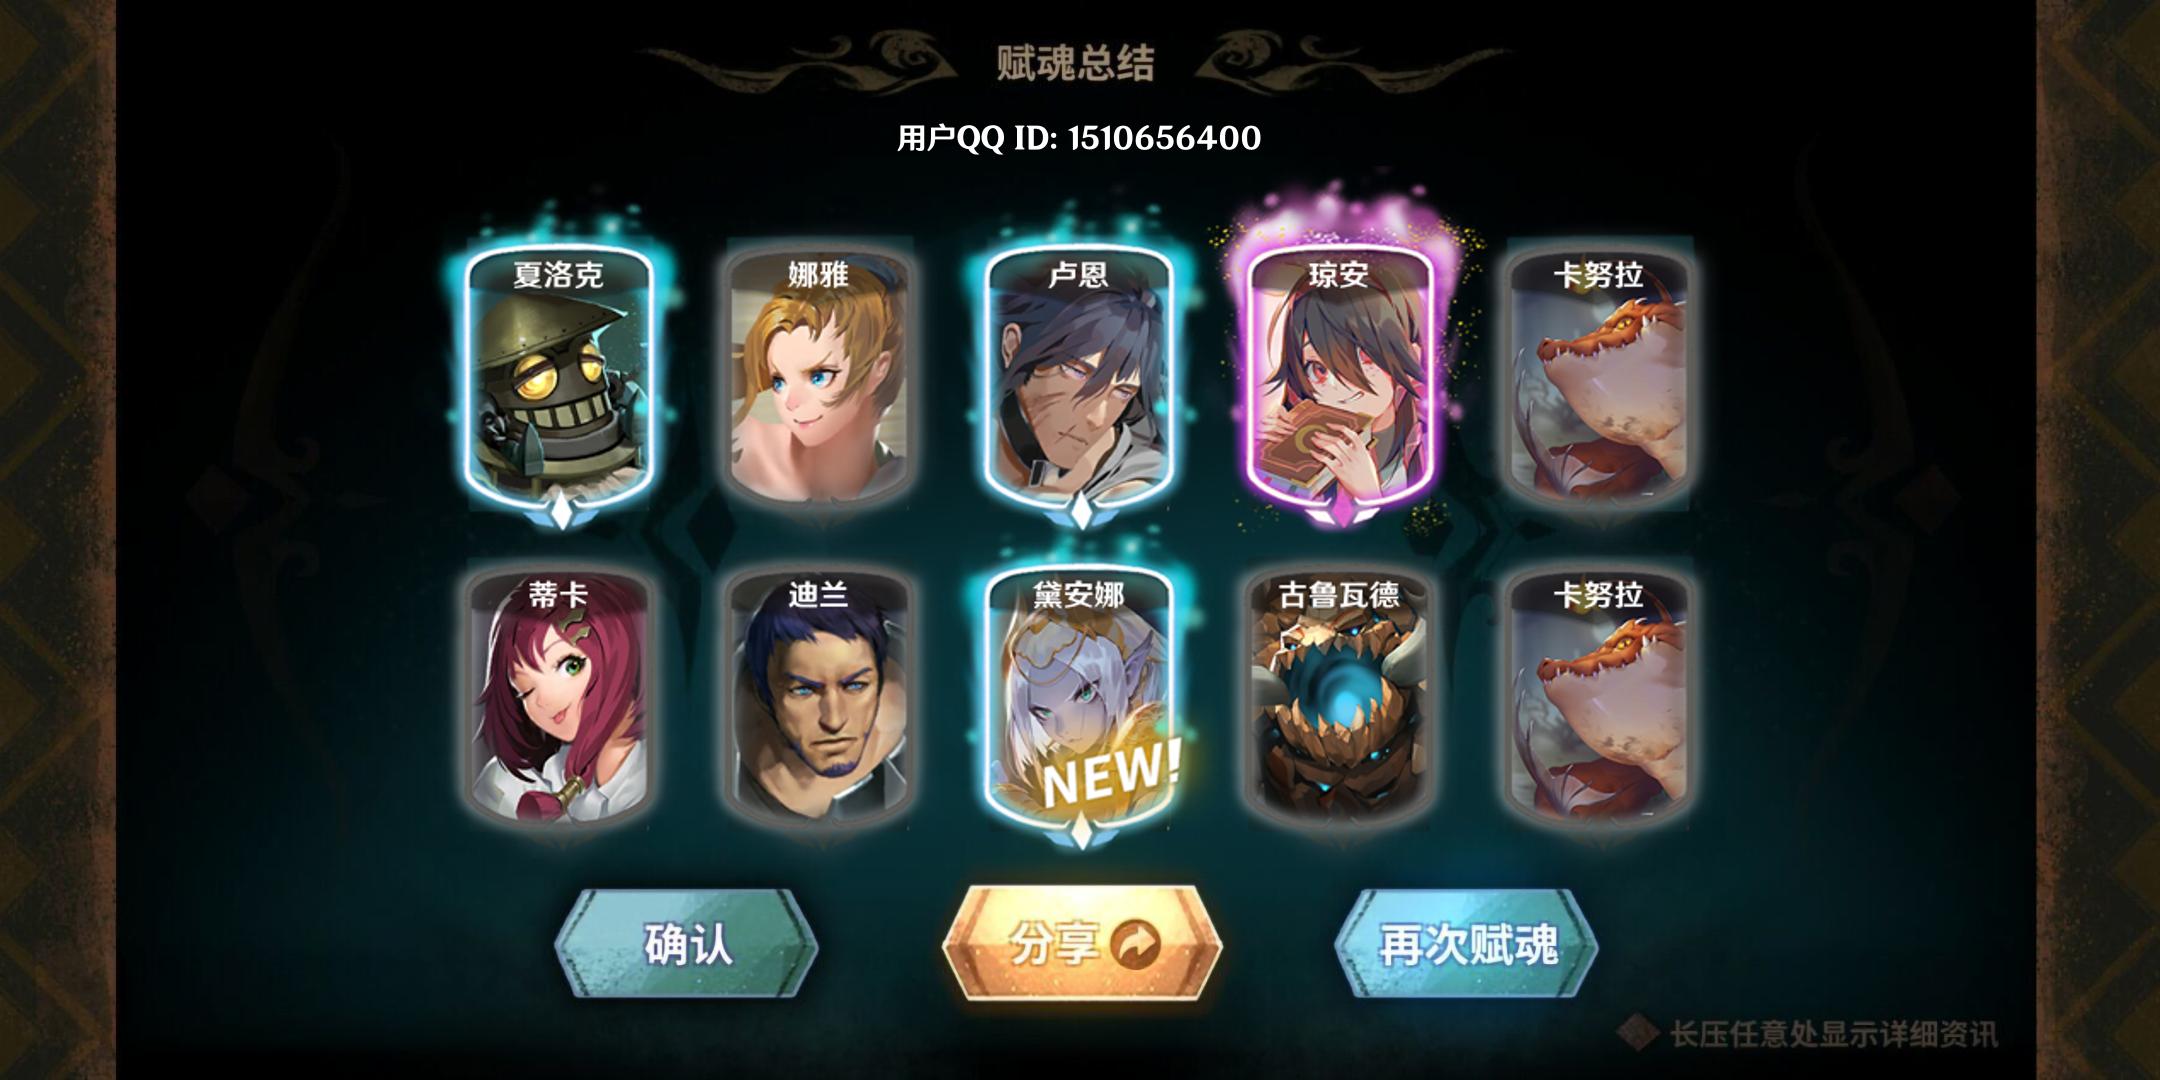 赋魂总结
用户QQ ID: 1510656400
夏洛克
娜雅
卢恩
琼安
卡努拉
蒂卡
迪兰
黛安娜
古鲁瓦德
卡努拉
NEW!
确认
分享
再次赋魂
长压任意处显示详细资讯